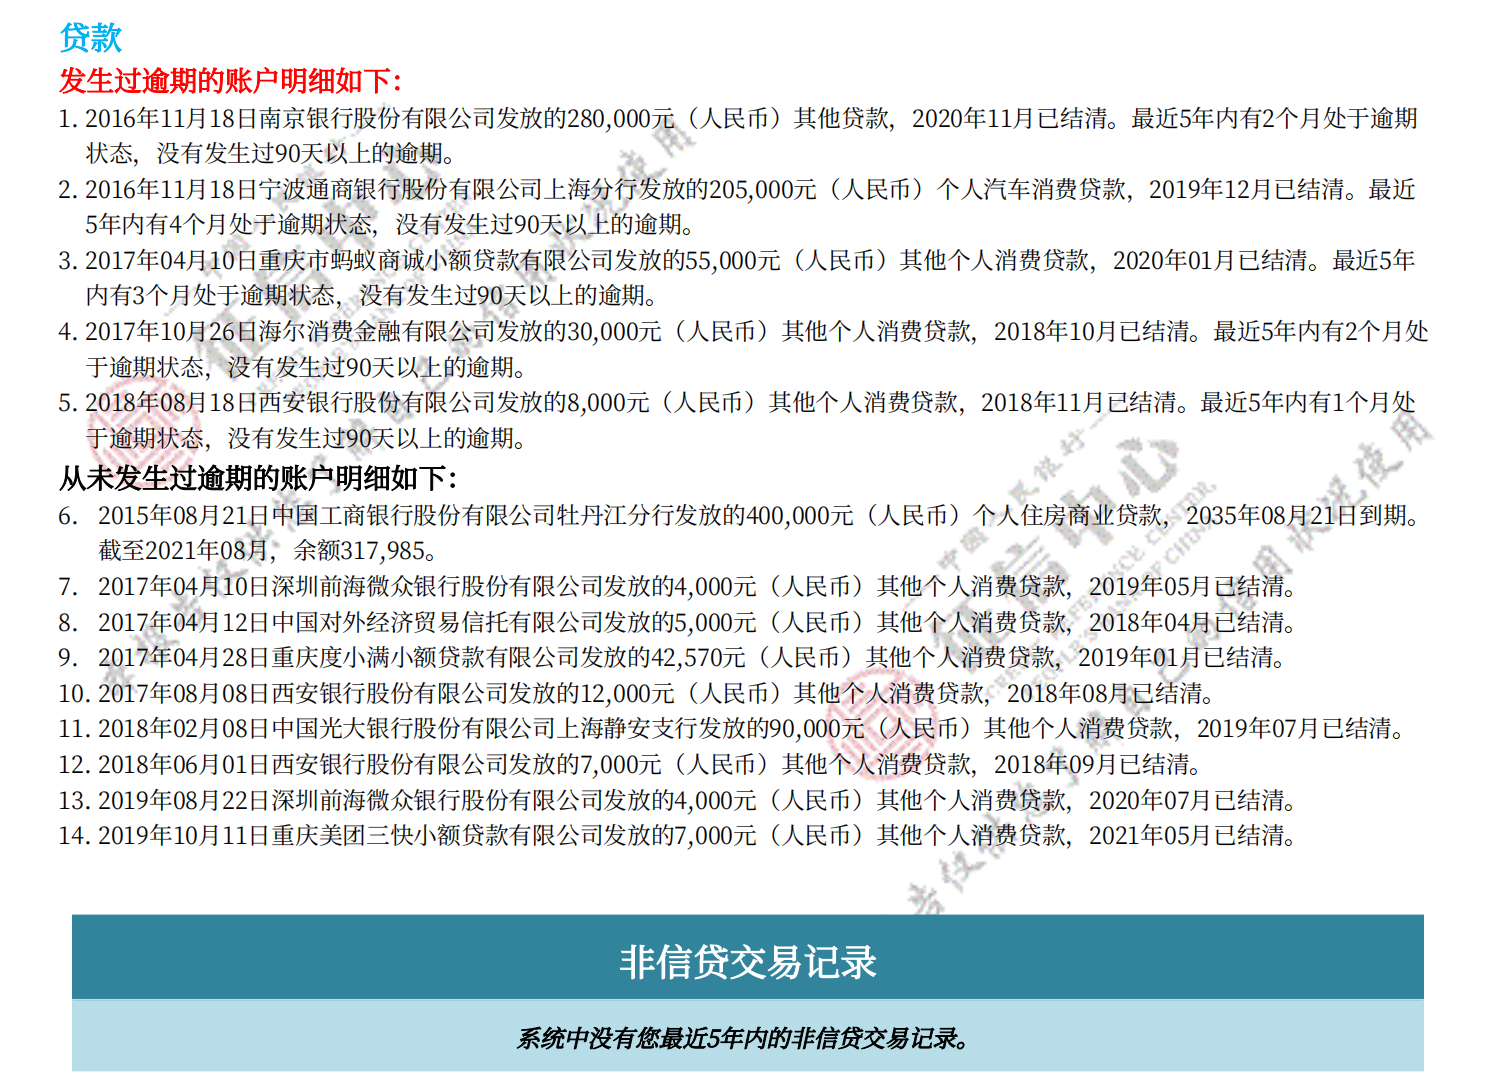 贷款
发生过逾期的账户明细如下：
1. 2016年11月18日南京银行股份有限公司发放的280,000元（人民币）其他贷款，2020年11月已结清。最近5年内有2个月处于逾期
状态，没有发生过90天以上的逾期。
2. 2016年11月18日宁波通商银行股份有限公司上海分行发放的205,000元（人民币）个人汽车消费贷款，2019年12月已结清。最近
5年内有4个月处于逾期状态，没有发生过90天以上的逾期。
3. 2017年04月10日重庆市蚂蚁商诚小额贷款有限公司发放的55,000元（人民币）其他个人消费贷款，2020年01月已结清。最近5年
内有3个月处于逾期状态，没有发生过90天以上的逾期。
4. 2017年10月26日海尔消费金融有限公司发放的30,000元（人民币）其他个人消费贷款，2018年10月已结清。最近5年内有2个月处
于逾期状态，没有发生过90天以上的逾期。
5. 2018年08月18日西安银行股份有限公司发放的8,000元（人民币）其他个人消费贷款，2018年11月已结清。最近5年内有1个月处
于逾期状态，没有发生过90天以上的逾期。
从未发生过逾期的账户明细如下：
6. 2015年08月21日中国工商银行股份有限公司牡丹江分行发放的400,000元（人民币）个人住房商业贷款，2035年08月21日到期。
截至2021年08月，余额317,985。
7. 2017年04月10日深圳前海微众银行股份有限公司发放的4,000元（人民币）其他个人消费贷款，2019年05月已结清。
8. 2017年04月12日中国对外经济贸易信托有限公司发放的5,000元（人民币）其他个人消费贷款，2018年04月已结清。
9. 2017年04月28日重庆度小满小额贷款有限公司发放的42,570元（人民币）其他个人消费贷款，2019年01月已结清。
10. 2017年08月08日西安银行股份有限公司发放的12,000元（人民币）其他个人消费贷款，2018年08月已结清。
11. 2018年02月08日中国光大银行股份有限公司上海静安支行发放的90,000元（人民币）其他个人消费贷款，2019年07月已结清。
12. 2018年06月01日西安银行股份有限公司发放的7,000元（人民币）其他个人消费贷款，2018年09月已结清。
13. 2019年08月22日深圳前海微众银行股份有限公司发放的4,000元（人民币）其他个人消费贷款，2020年07月已结清。
14. 2019年10月11日重庆美团三快小额贷款有限公司发放的7,000元（人民币）其他个人消费贷款，2021年05月已结清。
非信贷交易记录
系统中没有您最近5年内的非信贷交易记录。